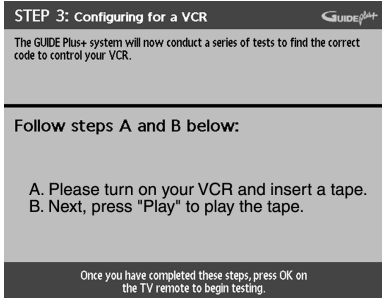 STEP 3: Configuring for a VCR
GUIDE Plus+
The GUIDE Plus+ system will now conduct a series of tests to find the correct
code to control your VCR.
Follow steps A and B below:
A. Please turn on your VCR and insert a tape.
B. Next, press "Play" to play the tape.
Once you have completed these steps, press OK on
the TV remote to begin testing.